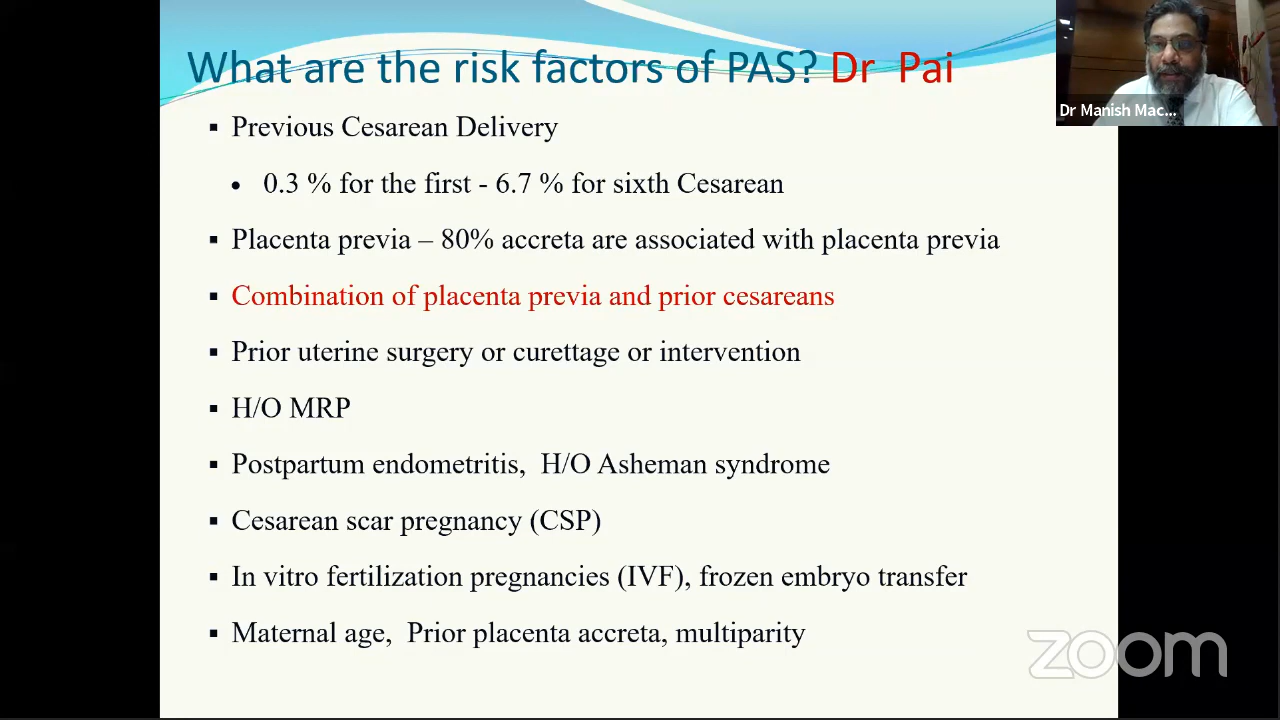 What are the risk factors of PAS? Dr Pai
Dr Manish Mac...
▪ Previous Cesarean Delivery
• 0.3 % for the first - 6.7 % for sixth Cesarean
▪ Placenta previa – 80% accreta are associated with placenta previa
▪ Combination of placenta previa and prior cesareans
▪ Prior uterine surgery or curettage or intervention
▪ H/O MRP
▪ Postpartum endometritis, H/O Asheman syndrome
▪ Cesarean scar pregnancy (CSP)
▪ In vitro fertilization pregnancies (IVF), frozen embryo transfer
▪ Maternal age, Prior placenta accreta, multiparity
zoom